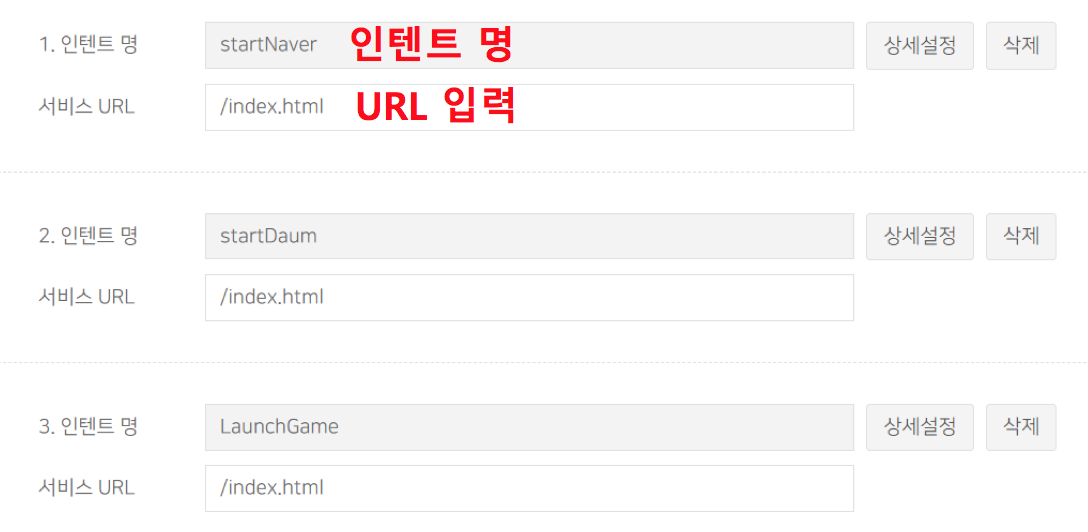 1. 인텐트 명 startNaver 인텐트 명 상세설정 삭제
서비스 URL /index.html URL 입력
2. 인텐트 명 startDaum 상세설정 삭제
서비스 URL /index.html
3. 인텐트 명 LaunchGame 상세설정 삭제
서비스 URL /index.html